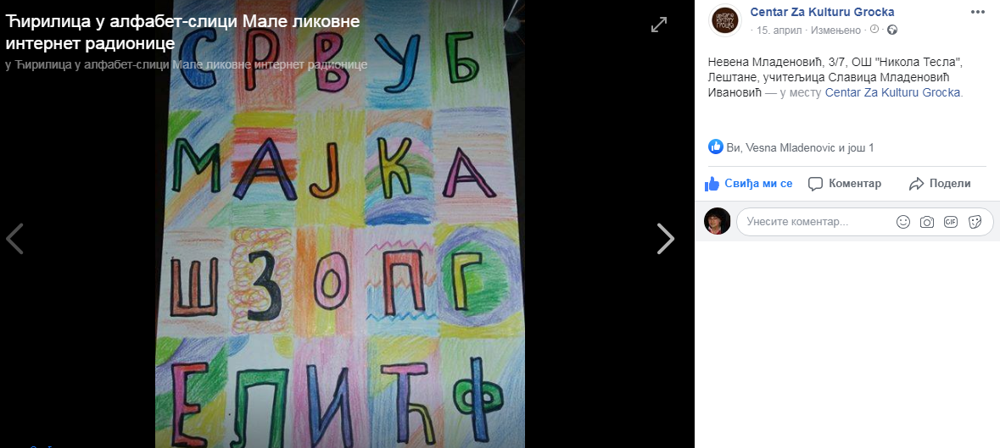 Ћирилица у алфабет-слици Мале ликовне
интернет радионице
у Ћирилица у алфабет-слици Мале ликовне интернет радионице
С Р В У Б
М А Ј К А
Ш З О П Г
Е Л И Ћ Ф
Centar Za Kulturu Grocka
· 15. април · Измењено ·
Невена Младеновић, 3/7, ОШ "Никола Тесла",
Лештане, учитељица Славица Младеновић
Ивановић — у месту Centar Za Kulturu Grocka.
Ви, Vesna Mladenovic и још 1
Свиђа ми се Коментар Подели
Унесите коментар... GIF